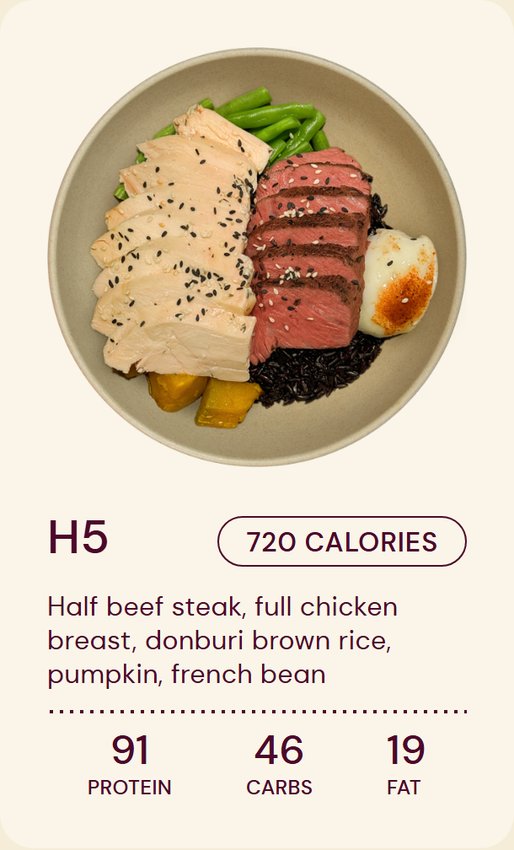 H5
720 CALORIES
Half beef steak, full chicken
breast, donburi brown rice,
pumpkin, french bean
91 46 19
PROTEIN CARBS FAT